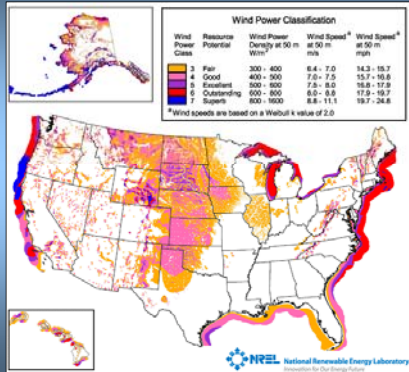 Wind Power Classification
Wind Power Class Resource Potential Wind Power Density at 50 m W/m² Wind Speedᵃ at 50 m m/s Wind Speedᵃ at 50 m mph
3 Fair 300 - 400 6.4 - 7.0 14.3 - 15.7
4 Good 400 - 500 7.0 - 7.5 15.7 - 16.8
5 Excellent 500 - 600 7.5 - 8.0 16.8 - 17.9
6 Outstanding 600 - 800 8.0 - 8.8 17.9 - 19.7
7 Superb 800 - 1600 8.8 - 11.1 19.7 - 24.8
ᵃ Wind speeds are based on a Weibull k value of 2.0
NREL National Renewable Energy Laboratory
Innovation for Our Energy Future